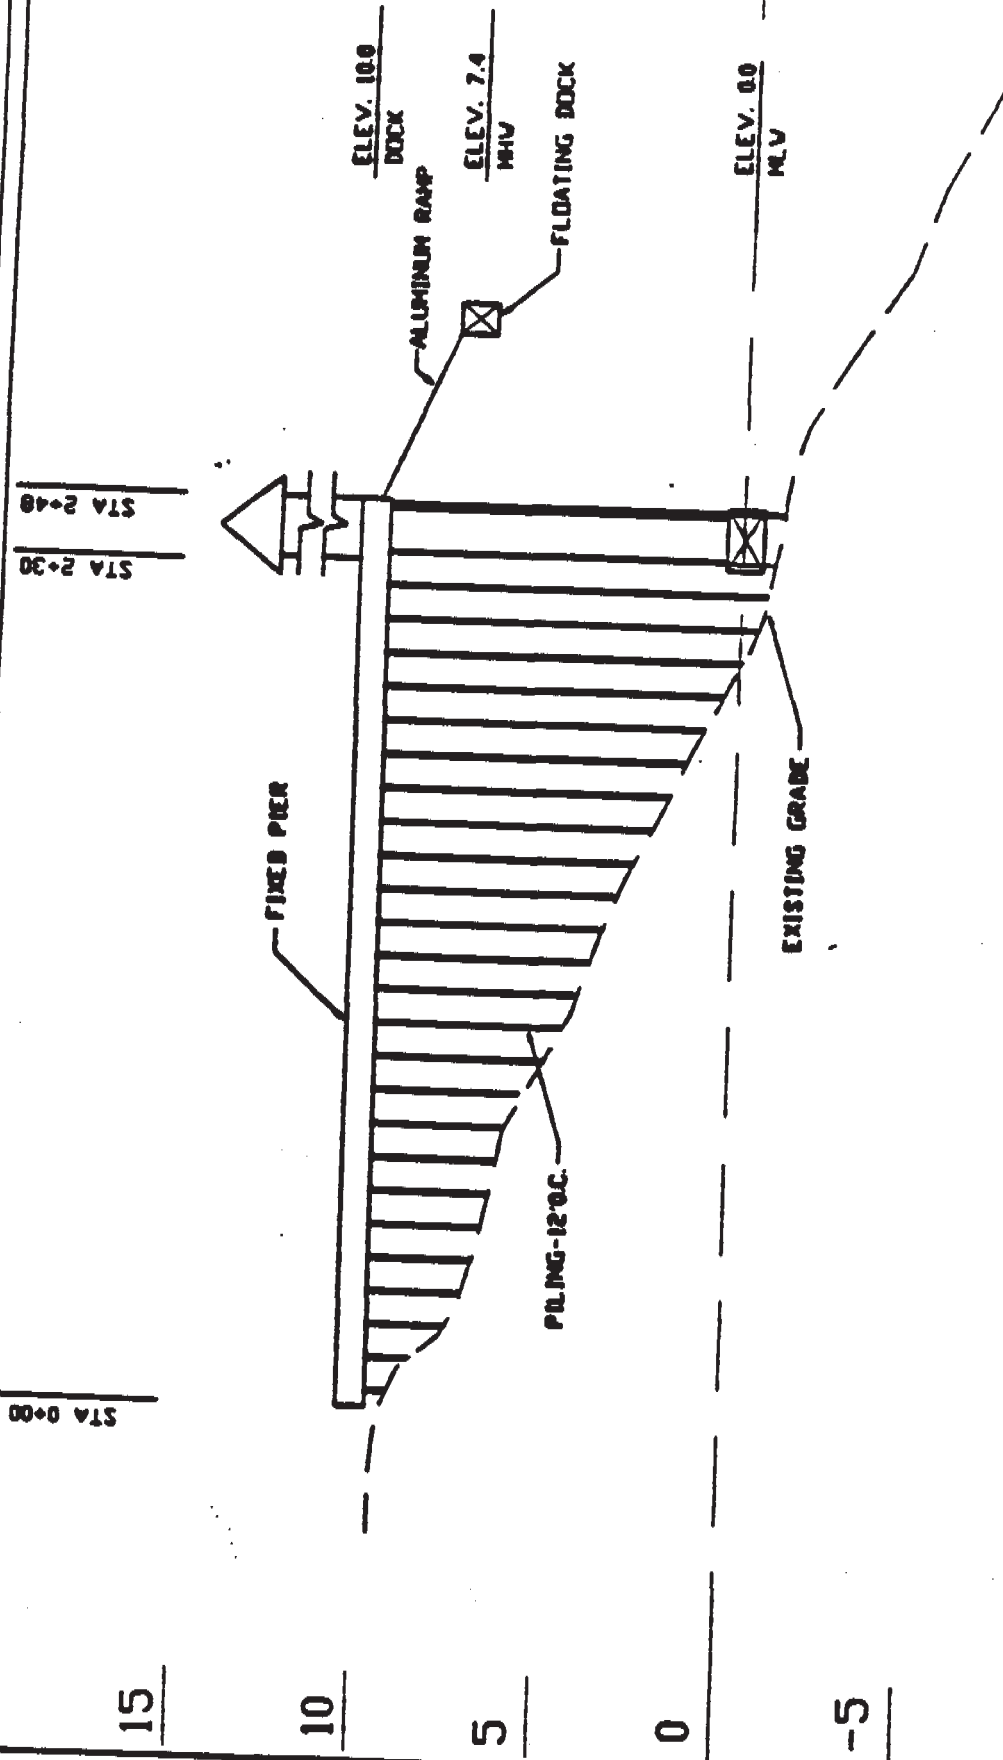 STA 0+00
STA 2+30
STA 2+48
ELEV. 10.0
DOCK
ELEV. 7.4
MHW
ELEV. 0.0
MLW
ALUMINUM RAMP
FLOATING DOCK
FIXED PIER
EXISTING GRADE
PILING-12'O.C.
15
10
5
0
-5